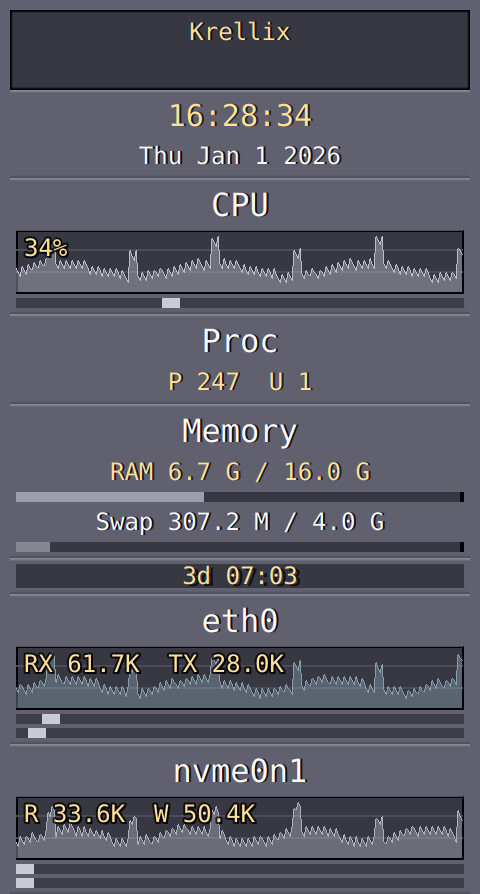 Krellix
16:28:34
Thu Jan 1 2026
CPU
34%
Proc
P 247  U 1
Memory
RAM 6.7 G / 16.0 G
Swap 307.2 M / 4.0 G
3d 07:03
eth0
RX 61.7K  TX 28.0K
nvme0n1
R 33.6K  W 50.4K